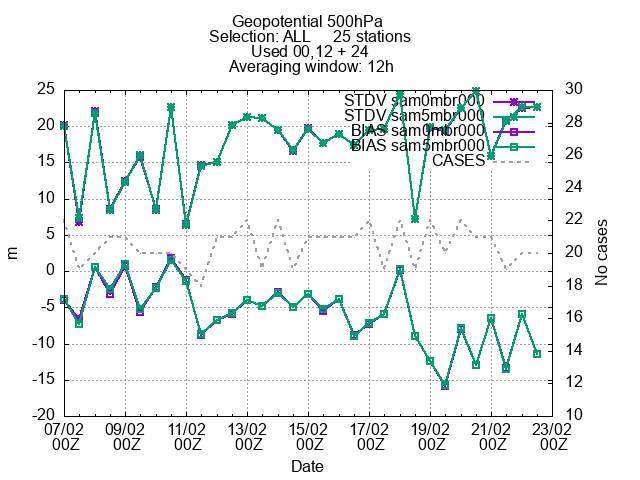 Geopotential 500hPa
Selection: ALL 25 stations
Used 00,12 + 24
Averaging window: 12h
STDV sam0mbr000
STDV sam5mbr000
BIAS sam0mbr000
BIAS sam5mbr000
CASES
25
20
15
10
5
0
-5
-10
-15
-20
m
30
28
26
24
22
20
18
16
14
12
10
No cases
07/02 09/02 11/02 13/02 15/02 17/02 19/02 21/02 23/02
00Z 00Z 00Z 00Z 00Z 00Z 00Z 00Z 00Z
Date